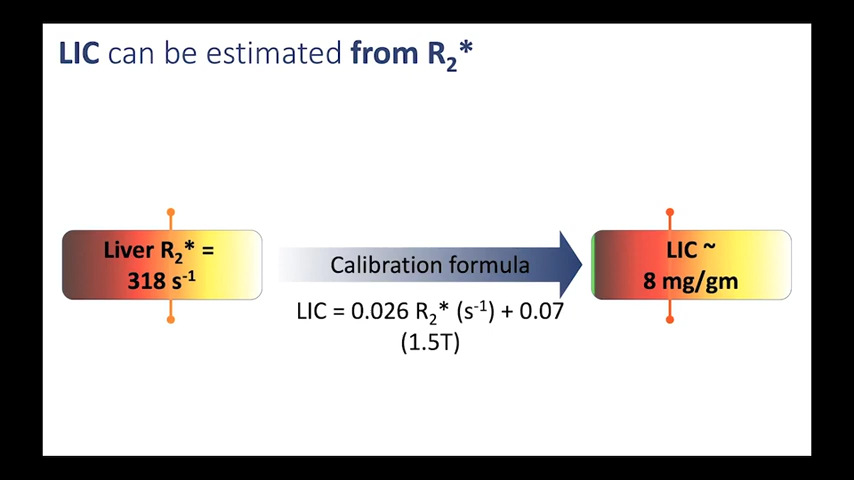 LIC can be estimated from R₂*
Liver R₂* =
318 s⁻¹
Calibration formula
LIC = 0.026 R₂* (s⁻¹) + 0.07
(1.5T)
LIC ~
8 mg/gm